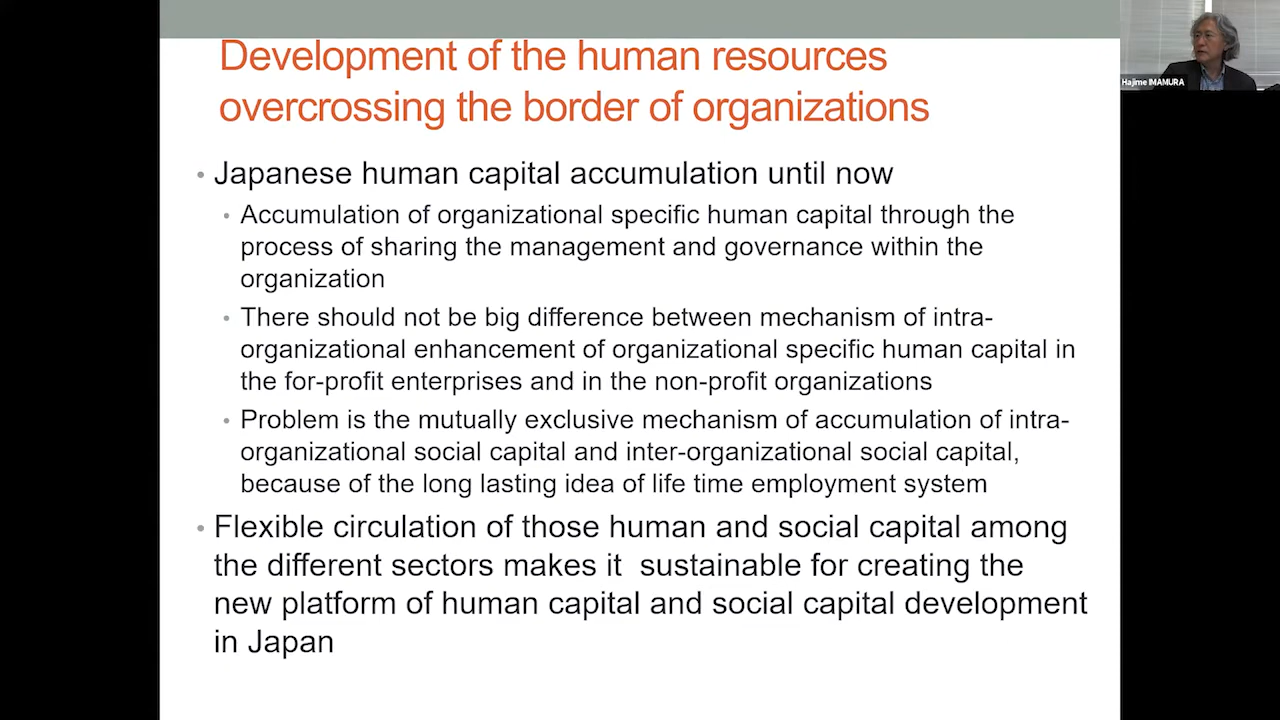 Development of the human resources
overcrossing the border of organizations
Hajime IMAMURA
• Japanese human capital accumulation until now
• Accumulation of organizational specific human capital through the
process of sharing the management and governance within the
organization
• There should not be big difference between mechanism of intra-
organizational enhancement of organizational specific human capital in
the for-profit enterprises and in the non-profit organizations
• Problem is the mutually exclusive mechanism of accumulation of intra-
organizational social capital and inter-organizational social capital,
because of the long lasting idea of life time employment system
• Flexible circulation of those human and social capital among
the different sectors makes it  sustainable for creating the
new platform of human capital and social capital development
in Japan